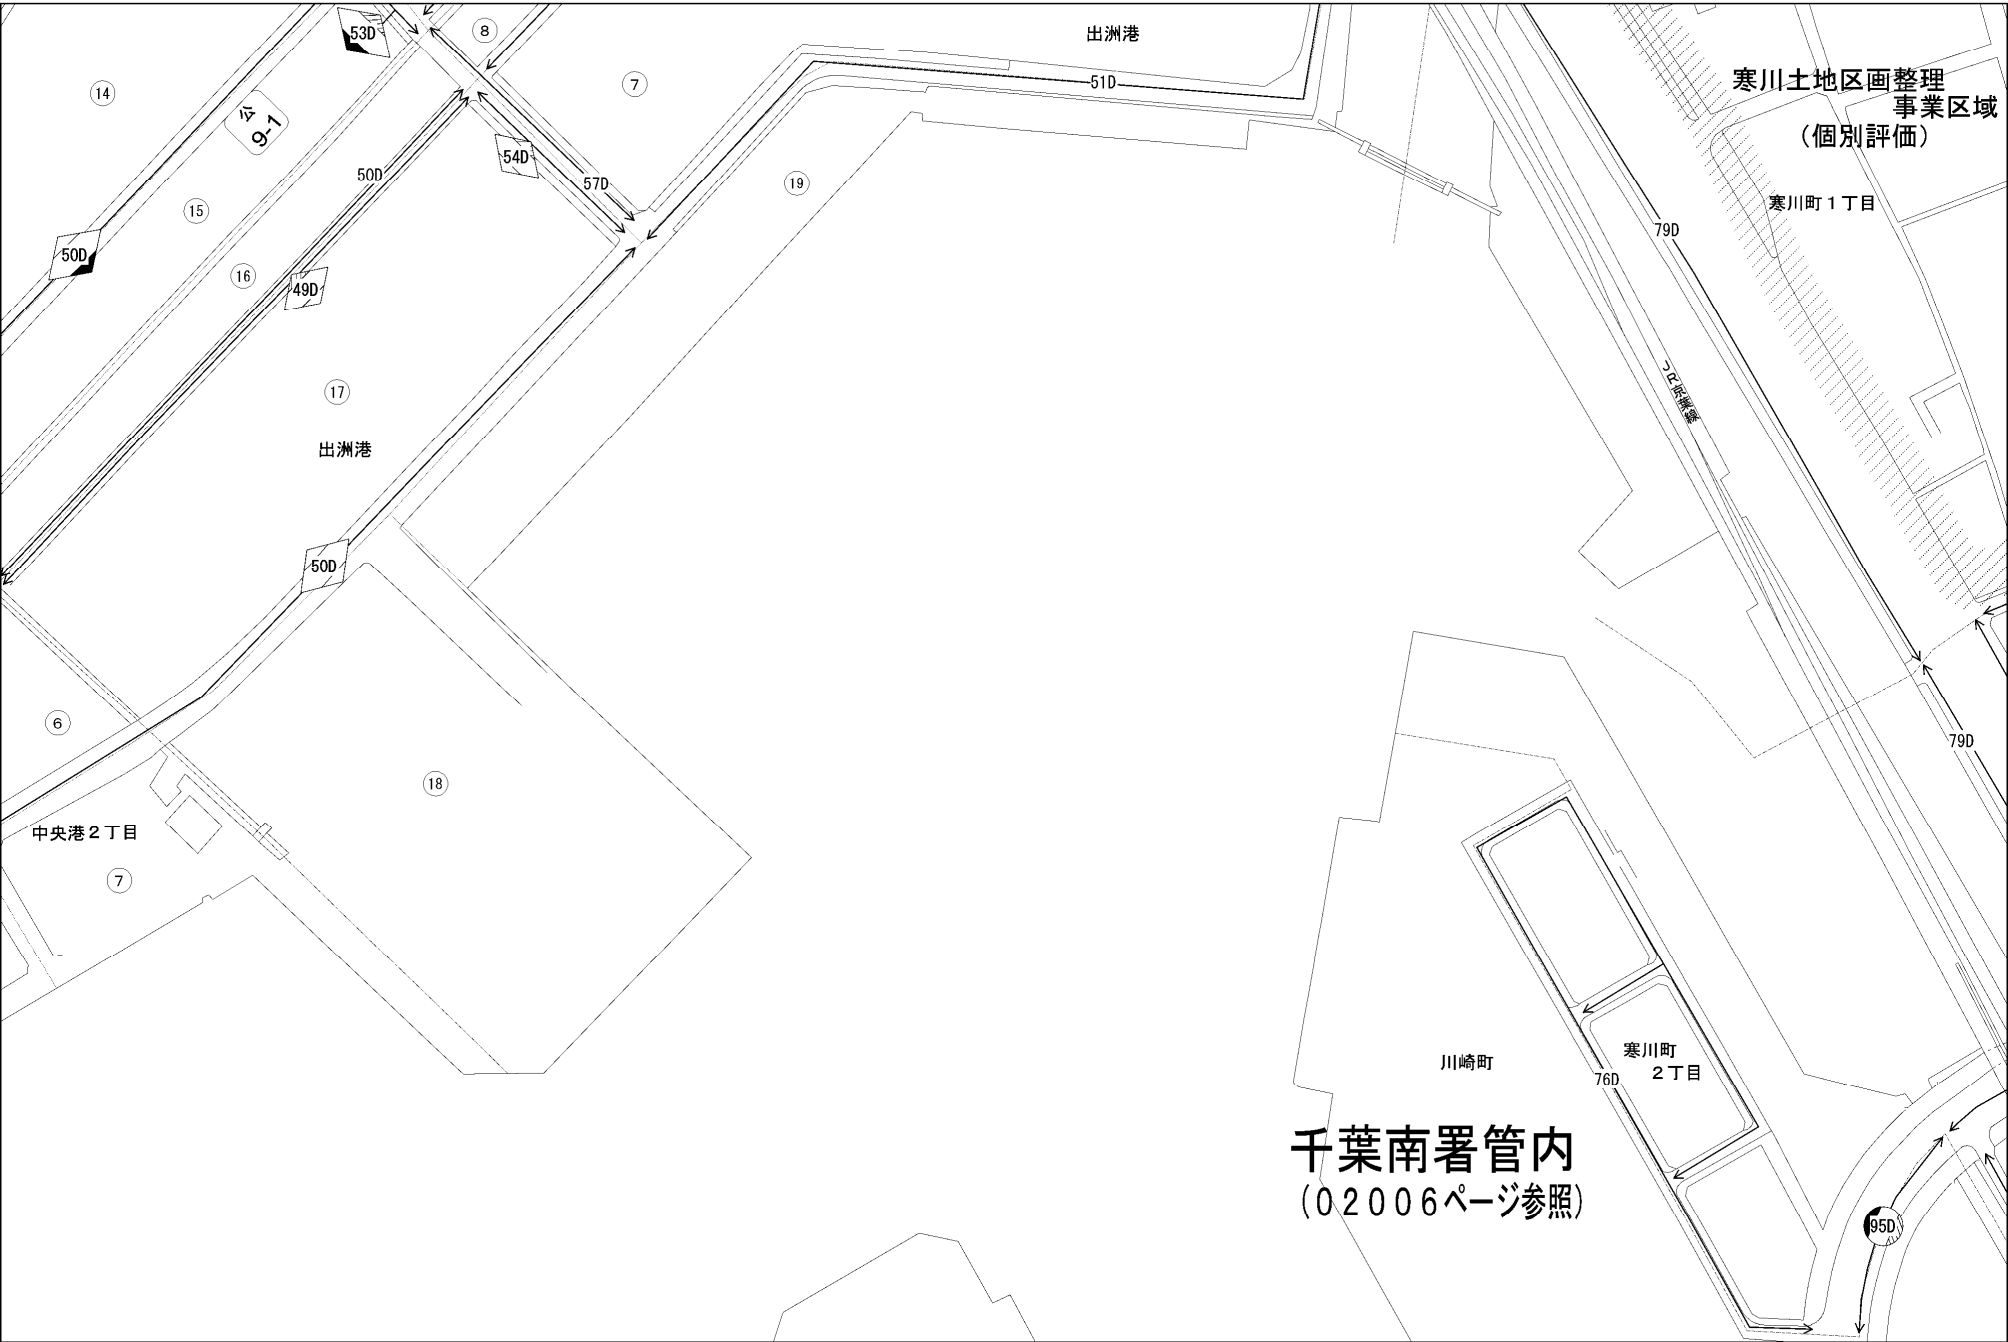 53D
8
出洲港
14
7
51D
寒川土地区画整理
事業区域
(個別評価)
公
9-1
54D
50D
57D
19
15
寒川町1丁目
79D
50D
16
49D
17
JR京葉線
出洲港
50D
6
79D
18
中央港2丁目
7
寒川町
2丁目
川崎町
76D
千葉南署管内
(02006ページ参照)
95D